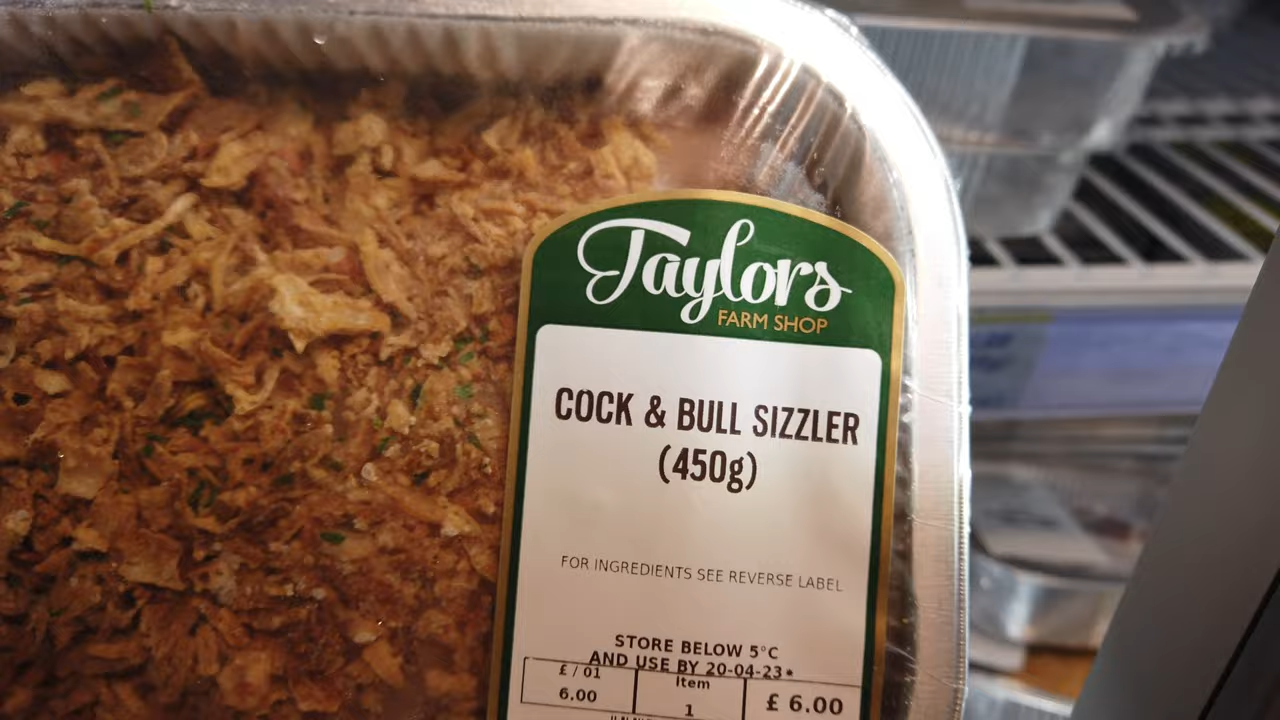 Taylors
FARM SHOP
COCK & BULL SIZZLER
(450g)
FOR INGREDIENTS SEE REVERSE LABEL
STORE BELOW 5°C
AND USE BY 20-04-23*
£ / 01 Item
6.00 1 £ 6.00